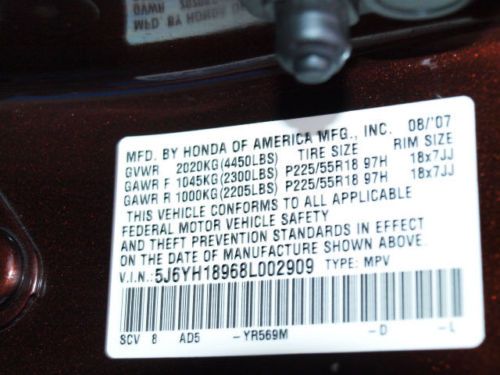 MFD. BY HONDA OF AMERICA MFG., INC. 08/'07
GVWR 2020KG(4450LBS) TIRE SIZE RIM SIZE
GAWR F 1045KG(2300LBS) P225/55R18 97H 18x7JJ
GAWR R 1000KG(2205LBS) P225/55R18 97H 18x7JJ
THIS VEHICLE CONFORMS TO ALL APPLICABLE
FEDERAL MOTOR VEHICLE SAFETY
AND THEFT PREVENTION STANDARDS IN EFFECT
ON THE DATE OF MANUFACTURE SHOWN ABOVE.
V.I.N.: 5J6YH18968L002909 TYPE: MPV
SCV 8 AD5 -YR569M -D -L